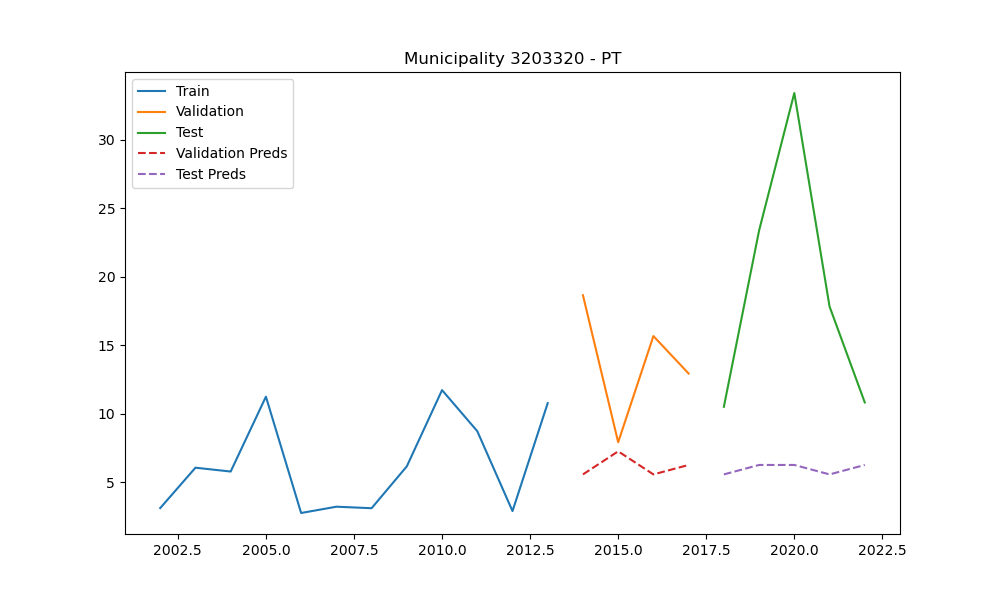 Municipality 3203320 - PT
Train
Validation
Test
Validation Preds
Test Preds
30
25
20
15
10
5
2002.5 2005.0 2007.5 2010.0 2012.5 2015.0 2017.5 2020.0 2022.5